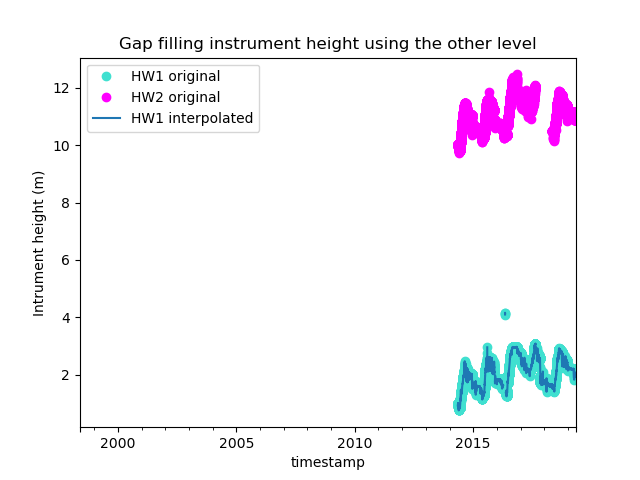 Gap filling instrument height using the other level
HW1 original
HW2 original
HW1 interpolated
Intrument height (m)
12
10
8
6
4
2
2000
2005
2010
2015
timestamp